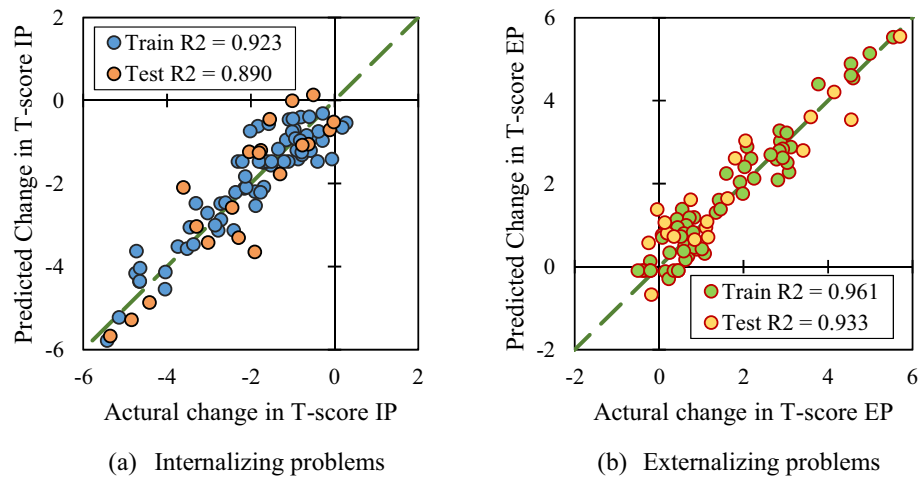 2
0
-2
-4
-6
-6
-4
-2
0
2
Train R2 = 0.923
Test R2 = 0.890
Predicted Change in T-score IP
Actural change in T-score IP
(a) Internalizing problems
6
4
2
0
-2
-2
0
2
4
6
Train R2 = 0.961
Test R2 = 0.933
Predicted Change in T-score EP
Actural change in T-score EP
(b) Externalizing problems